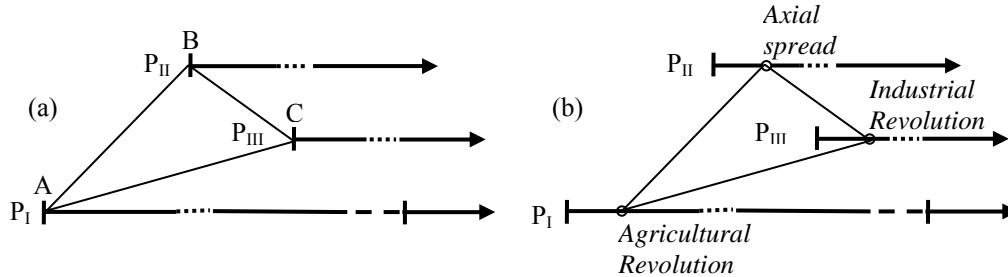 (a)
A
B
C
P_I
P_II
P_III
(b)
Axial
spread
P_II
Industrial
Revolution
P_III
P_I
Agricultural
Revolution